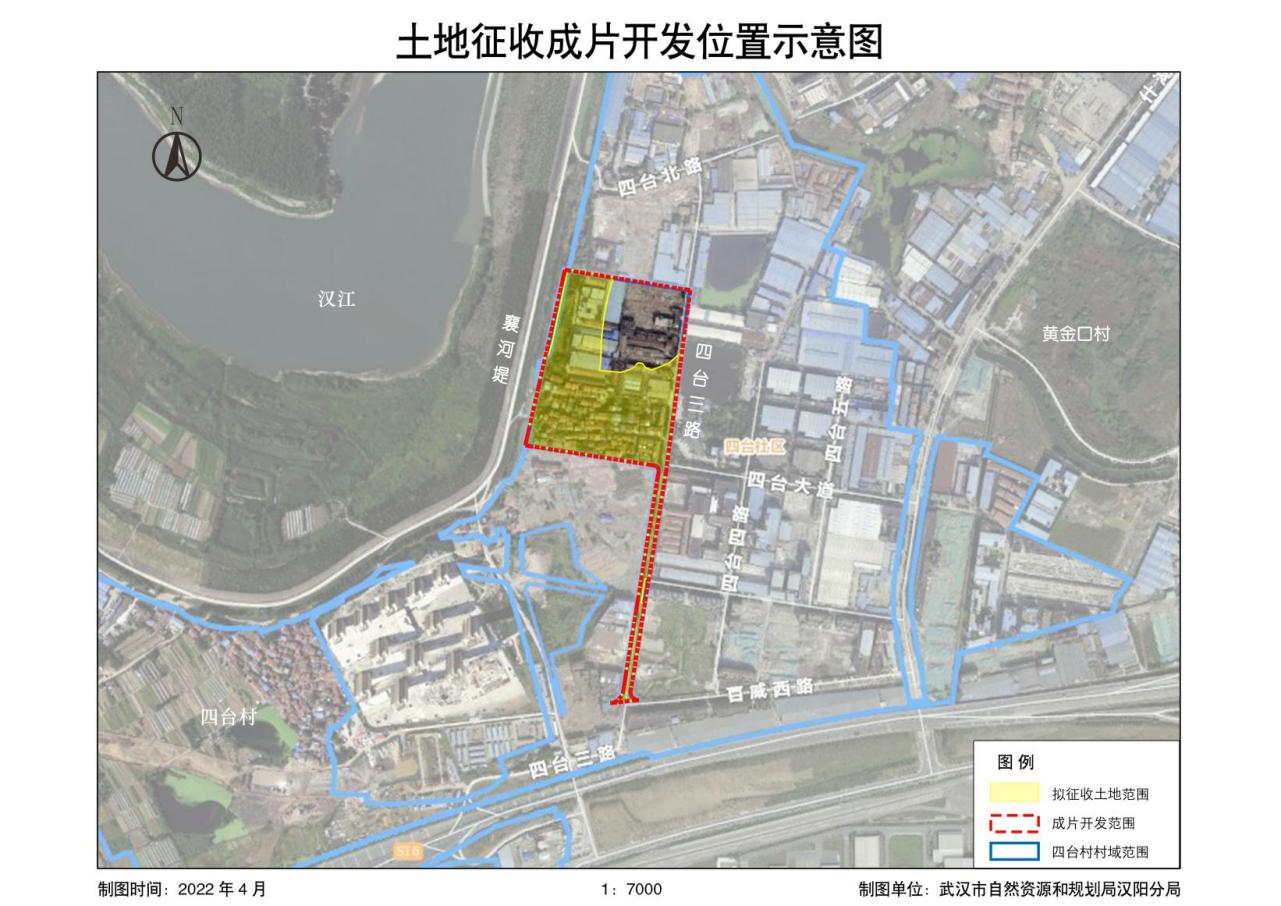 土地征收成片开发位置示意图
N
四台北路
汉江
襄河堤
黄金口村
四台三路
四台五路
四台社区
四台大道
四台四路
百威西路
四台村
四台三路
S15
图例
拟征收土地范围
成片开发范围
四台村村域范围
制图时间：2022年4月
1：7000
制图单位：武汉市自然资源和规划局汉阳分局